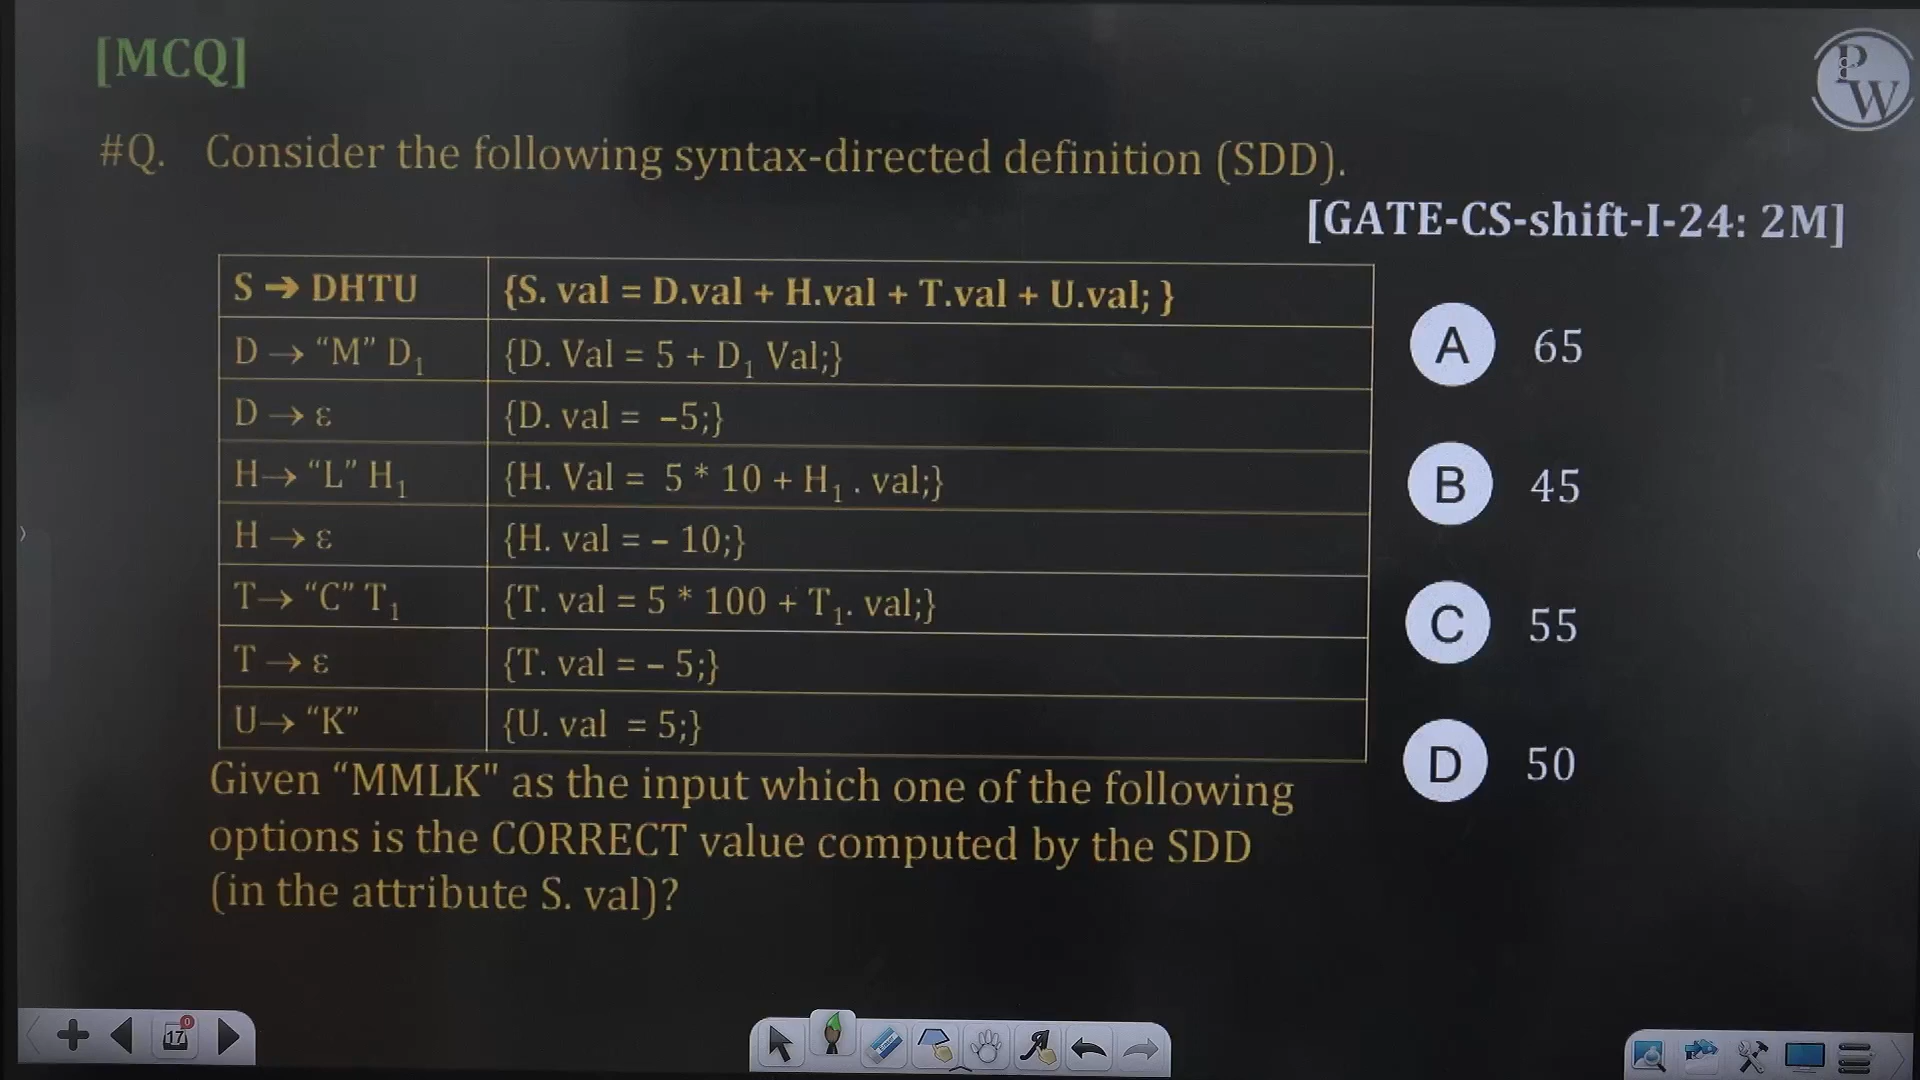 [MCQ]
PW
#Q. Consider the following syntax-directed definition (SDD).
[GATE-CS-shift-I-24: 2M]
S → DHTU {S. val = D.val + H.val + T.val + U.val; }
D → “M” D₁ {D. Val = 5 + D₁ Val;}
D → ε {D. val = –5;}
H→ “L” H₁ {H. Val = 5 * 10 + H₁ . val;}
H → ε {H. val = – 10;}
T→ “C” T₁ {T. val = 5 * 100 + T₁. val;}
T → ε {T. val = – 5;}
U→ “K” {U. val = 5;}
A 65
B 45
C 55
D 50
Given “MMLK" as the input which one of the following
options is the CORRECT value computed by the SDD
(in the attribute S. val)?
17 0